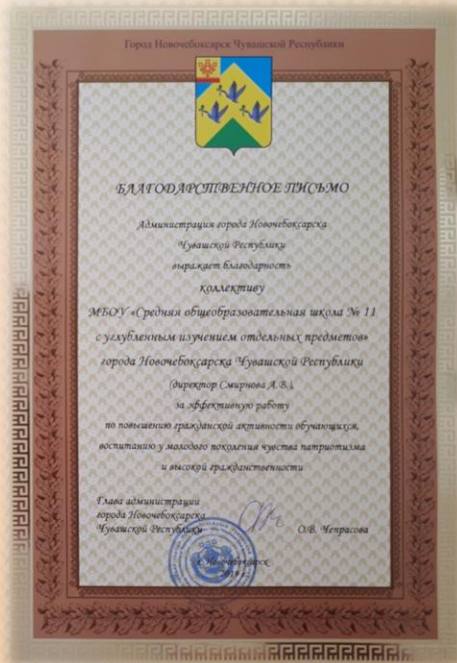 Город Новочебоксарск Чувашской Республики
БЛАГОДАРСТВЕННОЕ ПИСЬМО
Администрация города Новочебоксарска
Чувашской Республики
выражает благодарность
коллективу
МБОУ «Средняя общеобразовательная школа № 11
с углубленным изучением отдельных предметов»
города Новочебоксарска Чувашской Республики
(директор Смирнова А.В.),
за эффективную работу
по повышению гражданской активности обучающихся,
воспитанию у молодого поколения чувства патриотизма
и высокой гражданственности
Глава администрации
города Новочебоксарска
Чувашской Республики
О.В. Чепрасова
г. Новочебоксарск